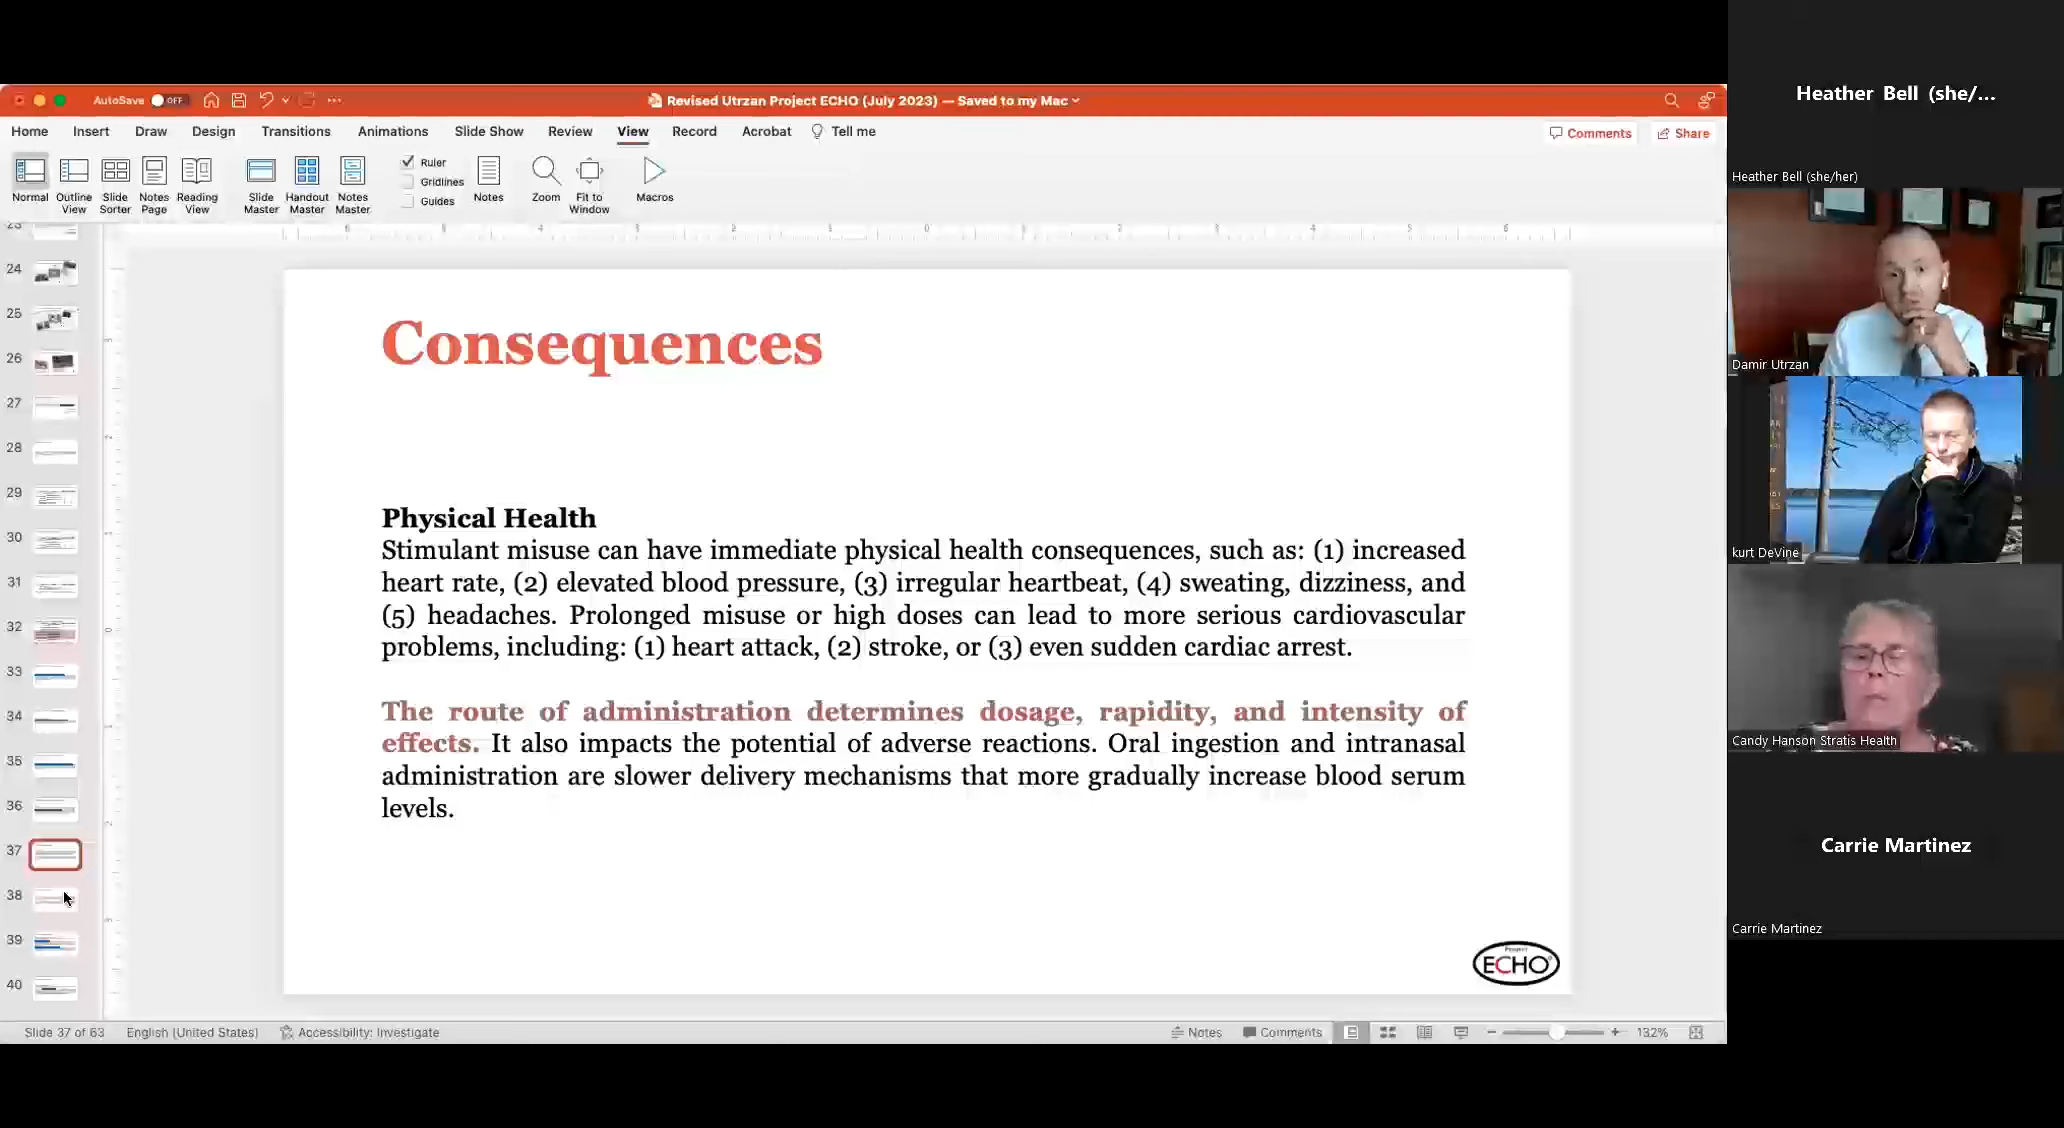 AutoSave OFF
Revised Utrzan Project ECHO (July 2023) — Saved to my Mac
Home Insert Draw Design Transitions Animations Slide Show Review View Record Acrobat Tell me
Comments Share
Normal Outline View Slide Sorter Notes Page Reading View Slide Master Handout Master Notes Master
Ruler
Gridlines
Guides
Notes Zoom Fit to Window Macros
23
24
25
26
27
28
29
30
31
32
33
34
35
36
37
38
39
40
Consequences
Physical Health
Stimulant misuse can have immediate physical health consequences, such as: (1) increased
heart rate, (2) elevated blood pressure, (3) irregular heartbeat, (4) sweating, dizziness, and
(5) headaches. Prolonged misuse or high doses can lead to more serious cardiovascular
problems, including: (1) heart attack, (2) stroke, or (3) even sudden cardiac arrest.
The route of administration determines dosage, rapidity, and intensity of
effects. It also impacts the potential of adverse reactions. Oral ingestion and intranasal
administration are slower delivery mechanisms that more gradually increase blood serum
levels.
Project
ECHO
Slide 37 of 63 English (United States) Accessibility: Investigate
Notes Comments 132%
Heather Bell (she/...
Heather Bell (she/her)
Damir Utrzan
kurt DeVine
Candy Hanson Stratis Health
Carrie Martinez
Carrie Martinez